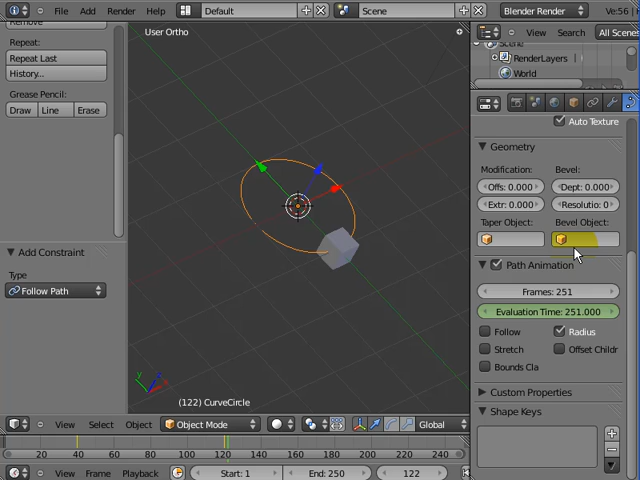 File Add Render Help Default Scene Blender Render Ve:56 | Fa
Remove
Repeat:
Repeat Last
History...
Grease Pencil:
Draw Line Erase
Add Constraint
Type
Follow Path
User Ortho
(122) CurveCircle
View Select Object Object Mode Global
20 40 60 80 100 120 140 160 180 200 220 240
View Frame Playback Start: 1 End: 250 122
View Search All Scenes
Scene
RenderLayers
World
Auto Texture
Geometry
Modification: Bevel:
Offs: 0.000 Dept: 0.000
Extr: 0.000 Resolutio: 0
Taper Object: Bevel Object:
Path Animation
Frames: 251
Evaluation Time: 251.000
Follow Radius
Stretch Offset Childr
Bounds Cla
Custom Properties
Shape Keys